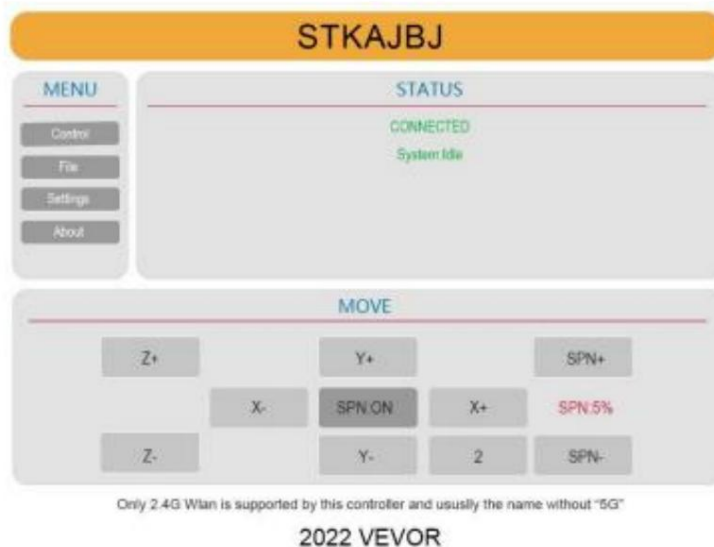 STKAJBJ
MENU
Control
File
Settings
About
STATUS
CONNECTED
System:Idle
MOVE
Z+ Y+ SPN+
X- SPN:ON X+ SPN:5%
Z- Y- 2 SPN-
Only 2.4G Wlan is supported by this controller and ususlly the name without "5G"
2022 VEVOR